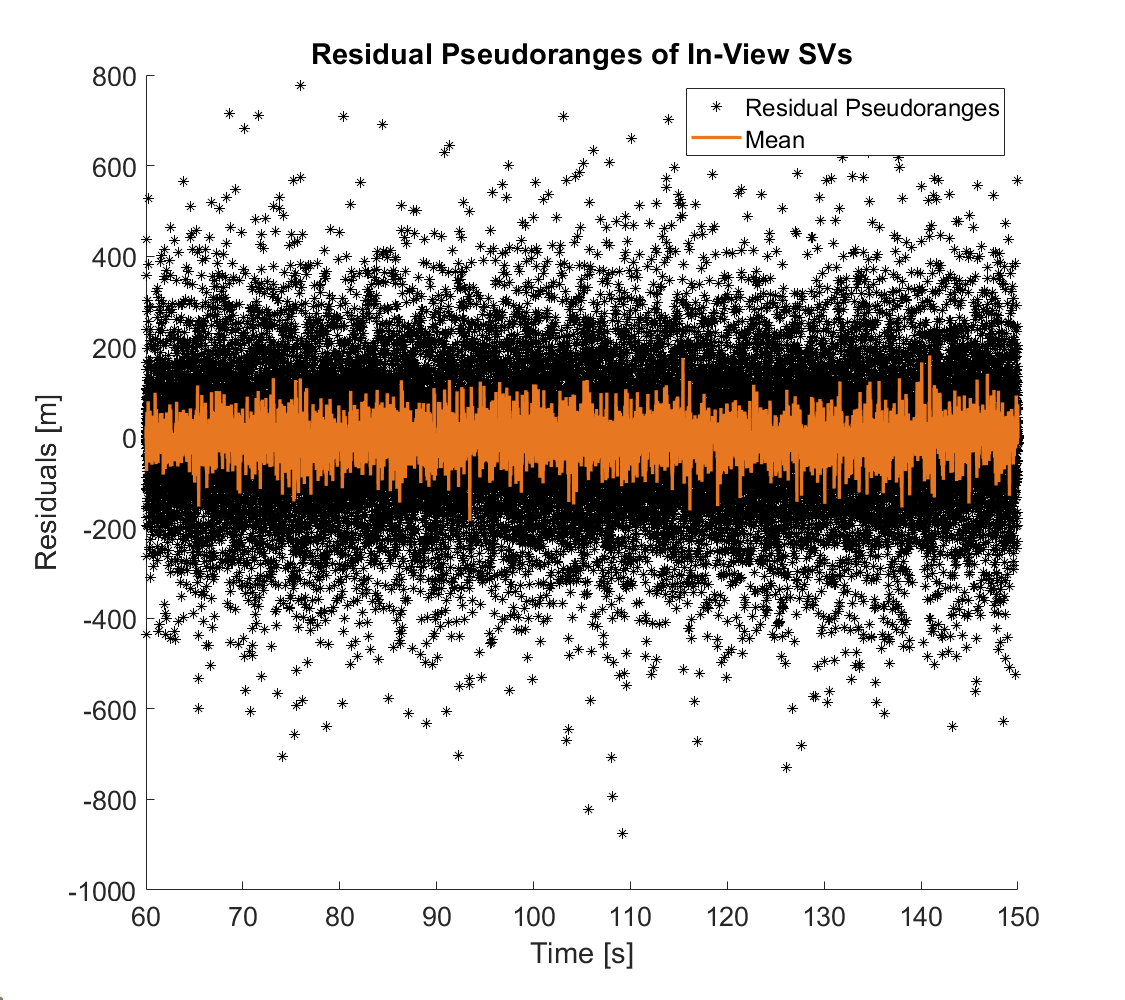 Residual Pseudoranges of In-View SVs
800
600
400
200
0
-200
-400
-600
-800
-1000
Residuals [m]
Residual Pseudoranges
Mean
60 70 80 90 100 110 120 130 140 150
Time [s]